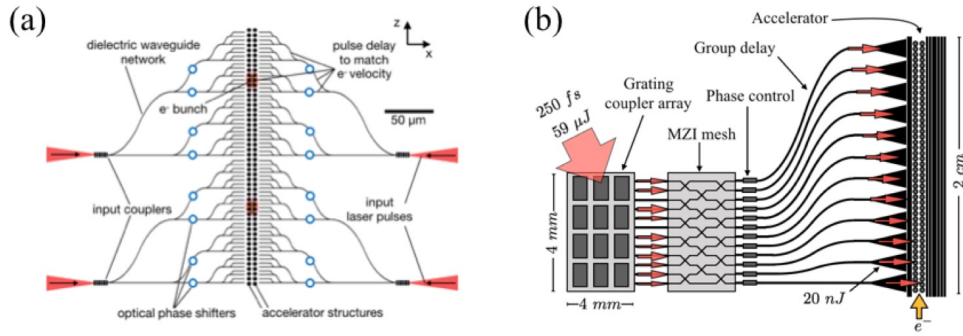 (a)
z
x
dielectric waveguide
network
pulse delay to
match
e⁻ velocity
e⁻ bunch
50 µm
input couplers
input
laser pulses
optical phase shifters
accelerator structures
(b)
Accelerator
Group delay
Grating
coupler array
Phase control
MZI mesh
250 fs
59 µJ
4 mm
4 mm
20 nJ
2 cm
e⁻